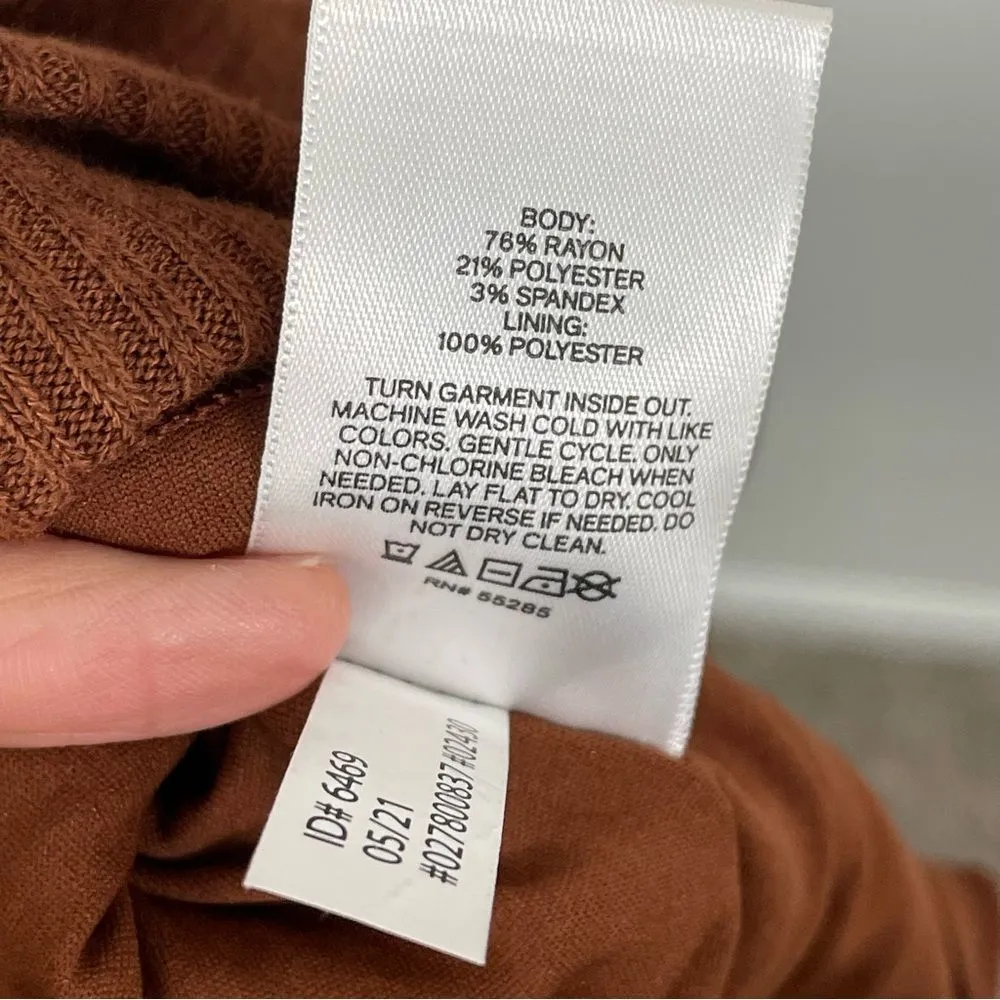 BODY:
76% RAYON
21% POLYESTER
3% SPANDEX
LINING:
100% POLYESTER
TURN GARMENT INSIDE OUT.
MACHINE WASH COLD WITH LIKE
COLORS. GENTLE CYCLE. ONLY
NON-CHLORINE BLEACH WHEN
NEEDED. LAY FLAT TO DRY. COOL
IRON ON REVERSE IF NEEDED. DO
NOT DRY CLEAN.
RN# 55285
ID# 6469
05/21
#027800837 #02430